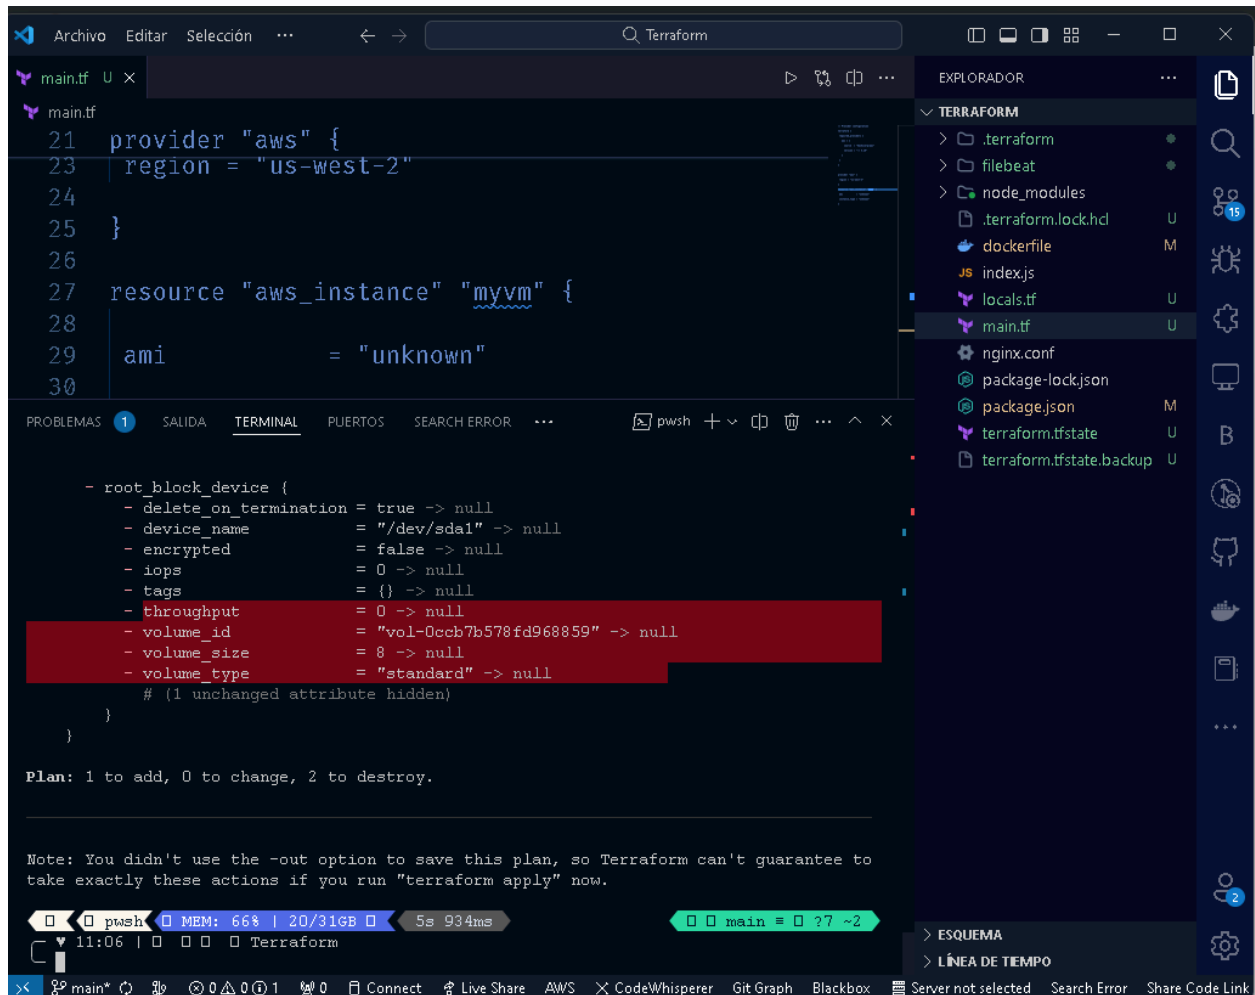 Archivo Editar Selección ··· ← → Terraform
main.tf U ×
main.tf
21 provider "aws" {
23 region = "us-west-2"
24
25 }
26
27 resource "aws_instance" "myvm" {
28
29 ami = "unknown"
30
PROBLEMAS 1 SALIDA TERMINAL PUERTOS SEARCH ERROR ··· pwsh
- root_block_device {
- delete_on_termination = true -> null
- device_name = "/dev/sda1" -> null
- encrypted = false -> null
- iops = 0 -> null
- tags = {} -> null
- throughput = 0 -> null
- volume_id = "vol-0ccb7b578fd968859" -> null
- volume_size = 8 -> null
- volume_type = "standard" -> null
# (1 unchanged attribute hidden)
}
}
Plan: 1 to add, 0 to change, 2 to destroy.
Note: You didn't use the -out option to save this plan, so Terraform can't guarantee to
take exactly these actions if you run "terraform apply" now.
pwsh MEM: 66% | 20/31GB 5s 934ms main ≡ ?7 ~2
♥ 11:06 | Terraform
EXPLORADOR ···
TERRAFORM
.terraform
filebeat
node_modules
.terraform.lock.hcl U
dockerfile M
JS index.js
locals.tf U
main.tf U
nginx.conf
package-lock.json
package.json M
terraform.tfstate U
terraform.tfstate.backup U
ESQUEMA
LÍNEA DE TIEMPO
15
B
2
main* 0 0 1 0 Connect Live Share AWS CodeWhisperer Git Graph Blackbox Server not selected Search Error Share Code Link